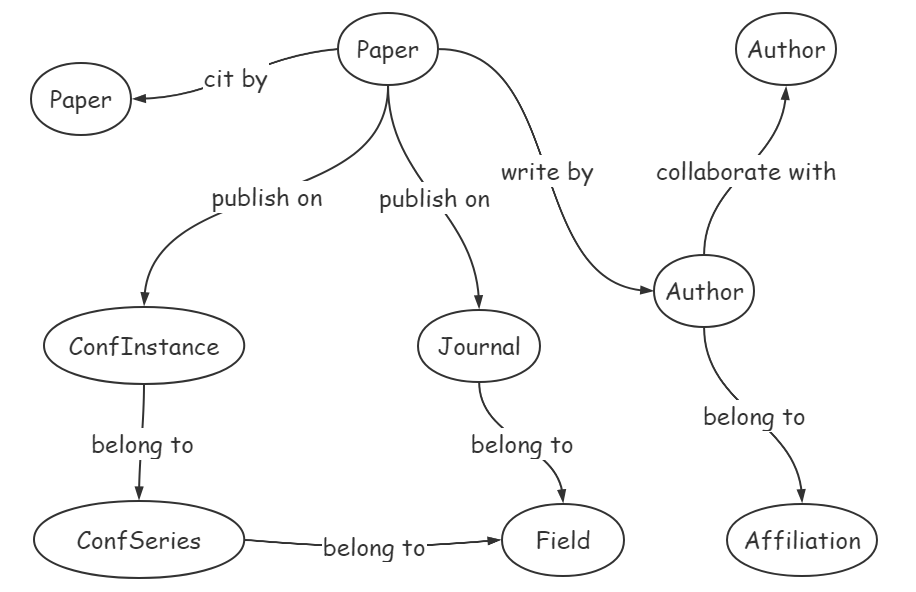 Paper
Author
cit by
Paper
write by
collaborate with
publish on
publish on
Author
ConfInstance
Journal
belong to
belong to
belong to
ConfSeries
belong to
Field
Affiliation